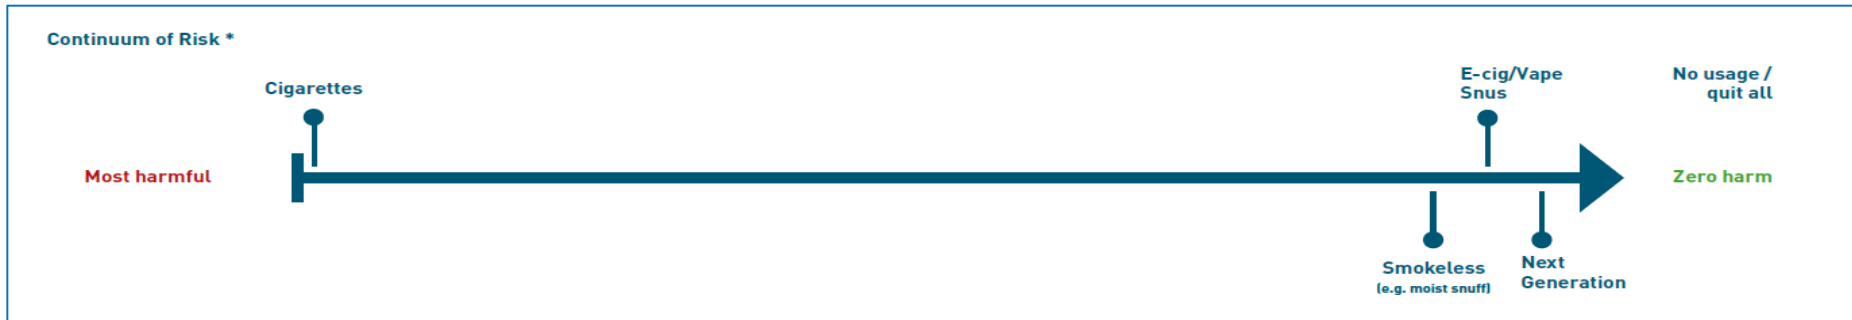 Continuum of Risk *
Cigarettes
E-cig/Vape
Snus
No usage /
quit all
Most harmful
Zero harm
Smokeless
(e.g. moist snuff)
Next
Generation